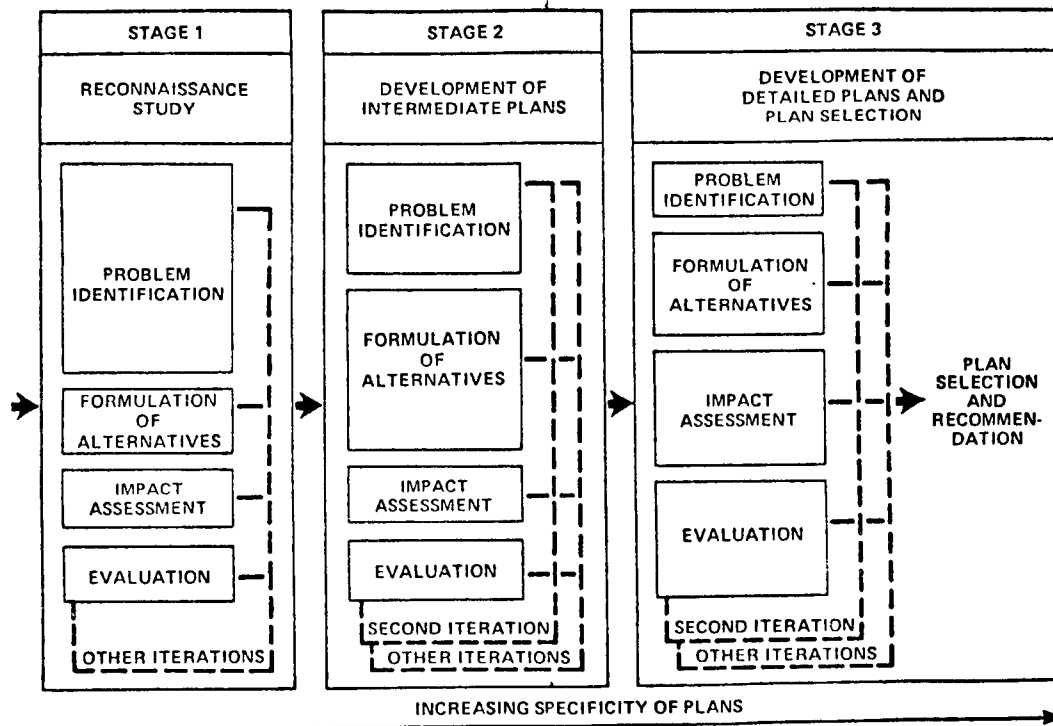 STAGE 1
RECONNAISSANCE
STUDY
PROBLEM
IDENTIFICATION
FORMULATION OF
ALTERNATIVES
IMPACT
ASSESSMENT
EVALUATION
OTHER ITERATIONS
STAGE 2
DEVELOPMENT OF
INTERMEDIATE PLANS
PROBLEM
IDENTIFICATION
FORMULATION
OF
ALTERNATIVES
IMPACT
ASSESSMENT
EVALUATION
SECOND ITERATION
OTHER ITERATIONS
STAGE 3
DEVELOPMENT OF
DETAILED PLANS AND
PLAN SELECTION
PROBLEM
IDENTIFICATION
FORMULATION
OF
ALTERNATIVES
IMPACT
ASSESSMENT
EVALUATION
SECOND ITERATION
OTHER ITERATIONS
PLAN
SELECTION
AND
RECOMMEN-
DATION
INCREASING SPECIFICITY OF PLANS